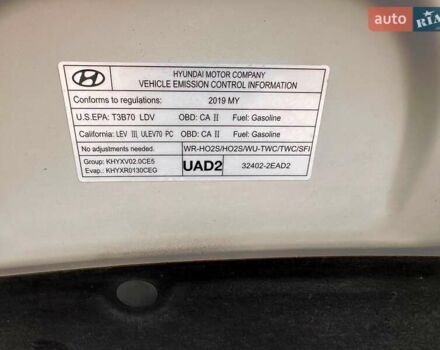 auto RIA
HYUNDAI MOTOR COMPANY
VEHICLE EMISSION CONTROL INFORMATION
Conforms to regulations: 2019 MY
U.S.EPA: T3B70 LDV OBD: CA II Fuel: Gasoline
California: LEV III, ULEV70 PC OBD: CA II Fuel: Gasoline
No adjustments needed. WR-HO2S/HO2S/WU-TWC/TWC/SFI
Group: KHYXV02.0CE5 UAD2 32402-2EAD2
Evap.: KHYXR0130CEG